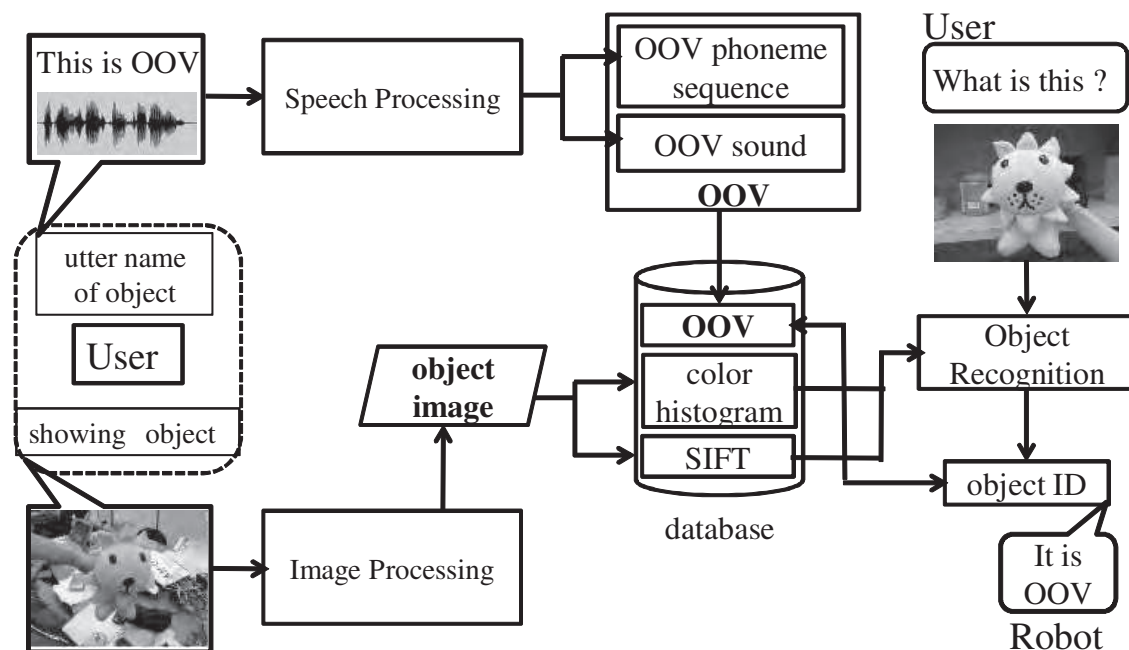 This is OOV
Speech Processing
OOV phoneme
sequence
OOV sound
OOV
User
What is this ?
utter name
of object
User
showing object
object
image
Image Processing
OOV
color
histogram
SIFT
database
Object
Recognition
object ID
It is
OOV
Robot